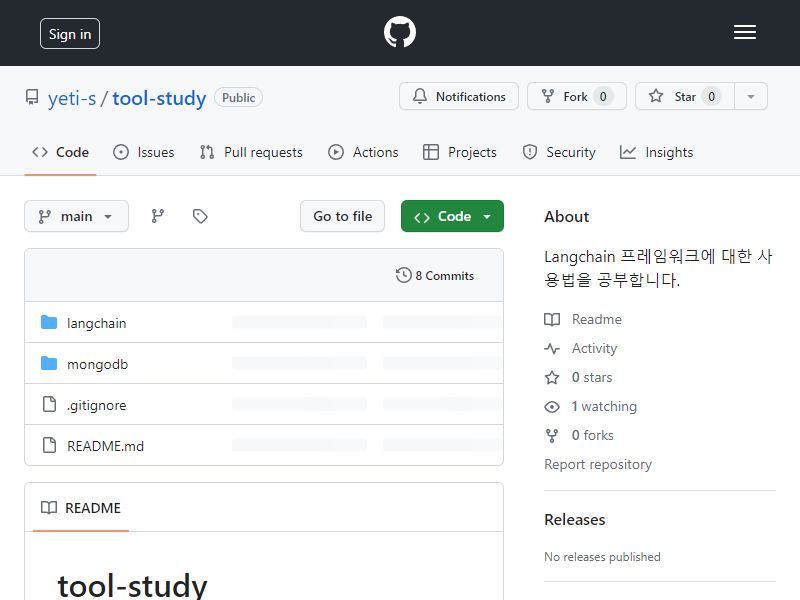 Sign in
yeti-s / tool-study Public
Notifications
Fork 0
Star 0
Code
Issues
Pull requests
Actions
Projects
Security
Insights
main
Go to file
Code
8 Commits
langchain
mongodb
.gitignore
README.md
README
tool-study
About
Langchain 프레임워크에 대한 사
용법을 공부합니다.
Readme
Activity
0 stars
1 watching
0 forks
Report repository
Releases
No releases published